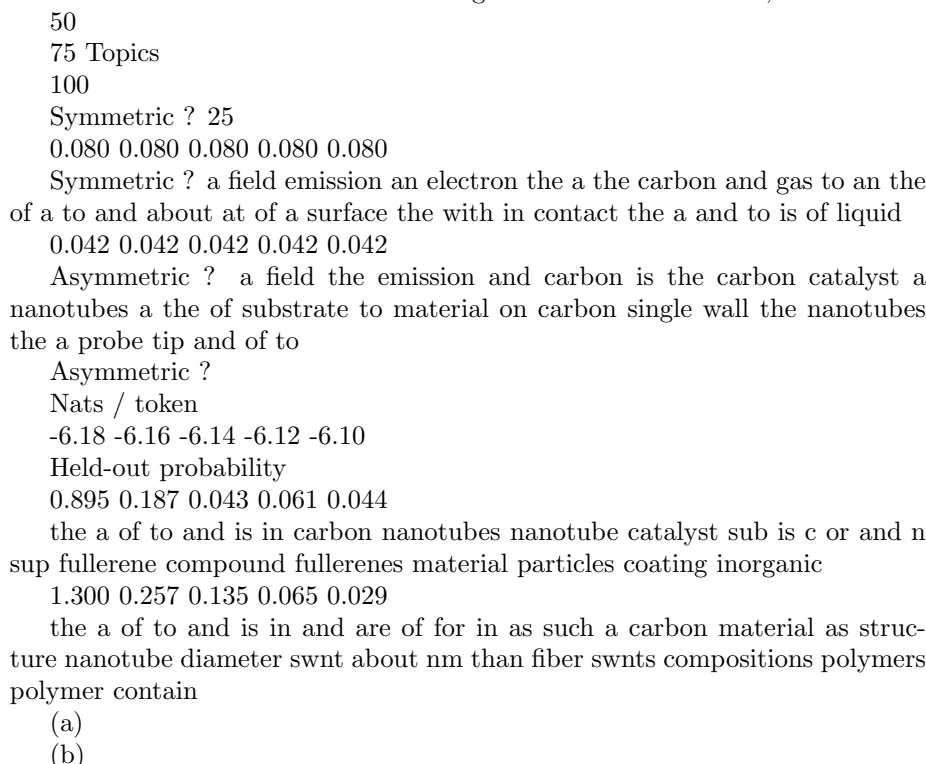 50
75 Topics
100
Symmetric ? 25
0.080 0.080 0.080 0.080 0.080
Symmetric ? a field emission an electron the a the carbon and gas to an the
of a to and about at of a surface the with in contact the a and to is of liquid
0.042 0.042 0.042 0.042 0.042
Asymmetric ? a field the emission and carbon is the carbon catalyst a
nanotubes a the of substrate to material on carbon single wall the nanotubes
the a probe tip and of to
Asymmetric ?
Nats / token
-6.18 -6.16 -6.14 -6.12 -6.10
Held-out probability
0.895 0.187 0.043 0.061 0.044
the a of to and is in carbon nanotubes nanotube catalyst sub is c or and n
sup fullerene compound fullerenes material particles coating inorganic
1.300 0.257 0.135 0.065 0.029
the a of to and is in and are of for in as such a carbon material as struc-
ture nanotube diameter swnt about nm than fiber swnts compositions polymers
polymer contain
(a)
(b)